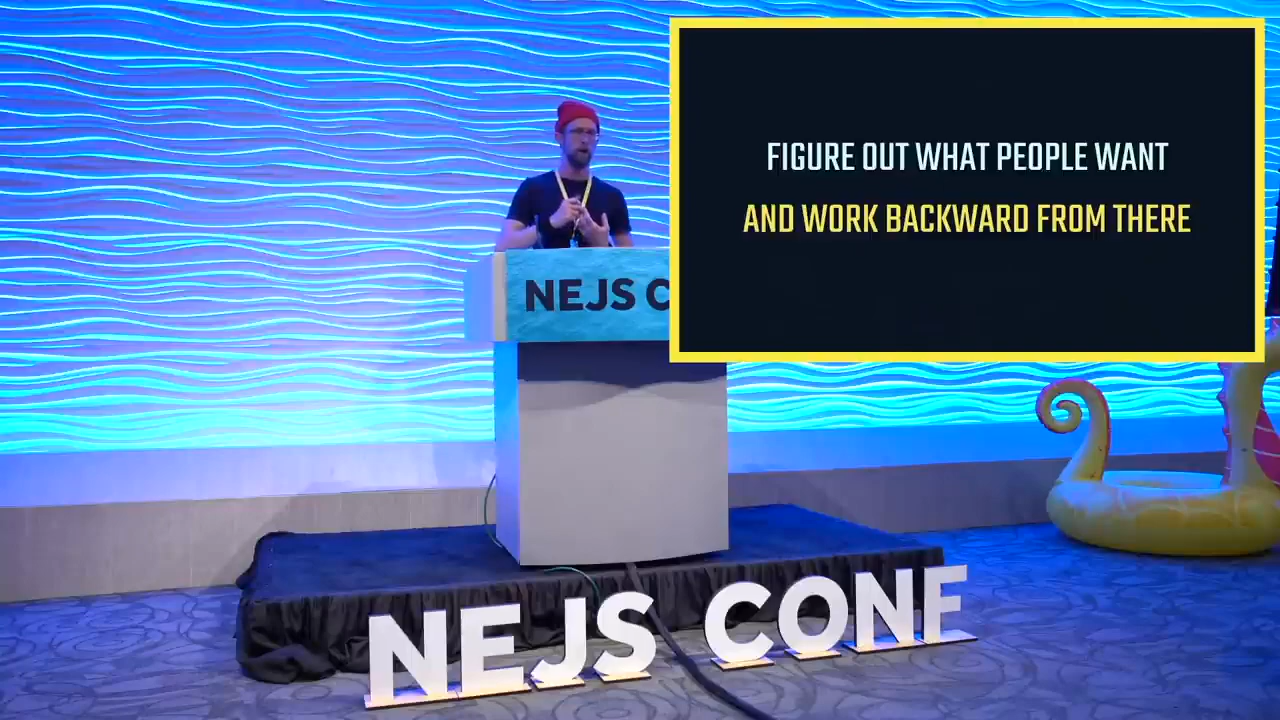 FIGURE OUT WHAT PEOPLE WANT
AND WORK BACKWARD FROM THERE
NEJS C
NEJS CONF